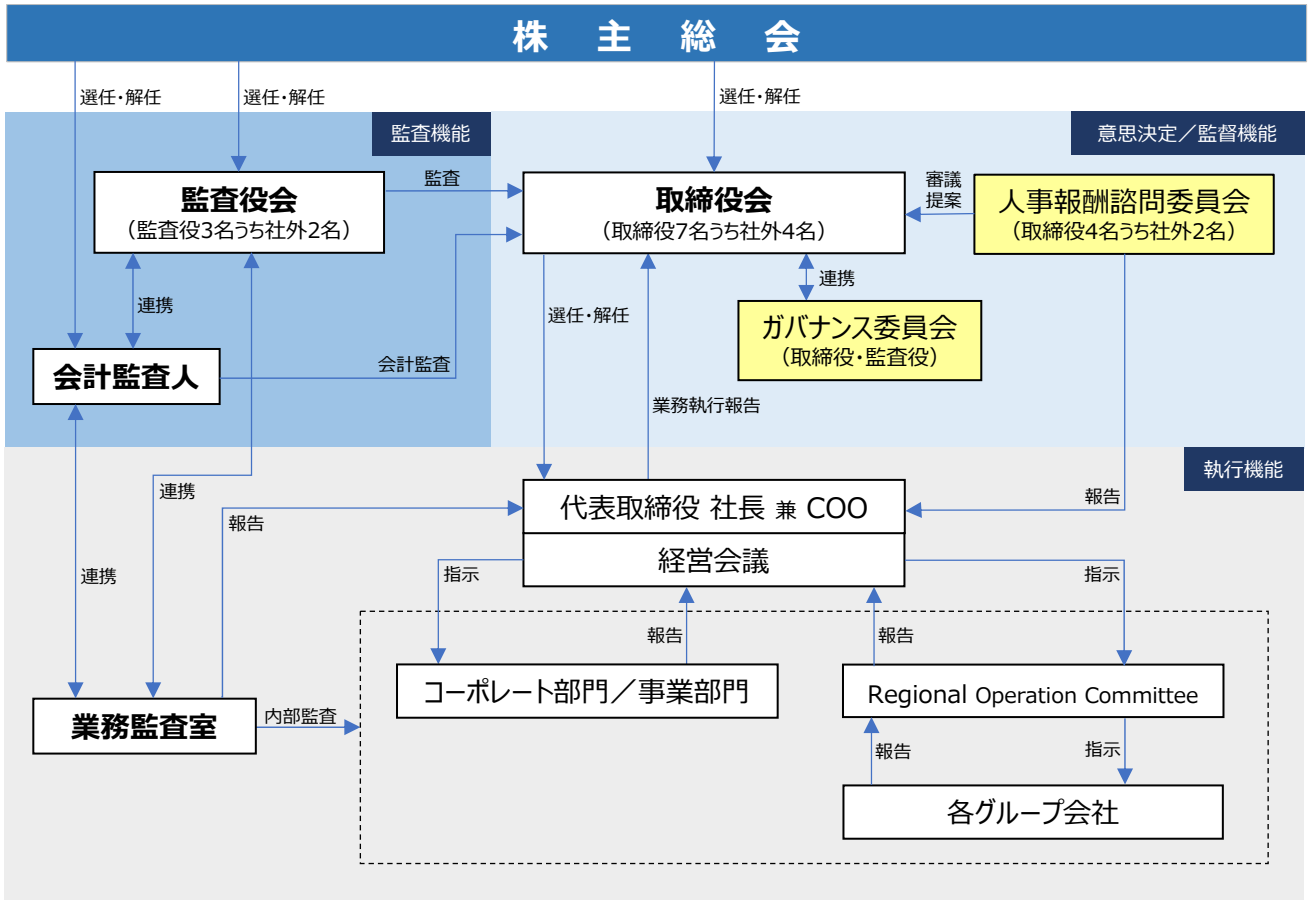 株主総会
選任・解任
選任・解任
選任・解任
監査機能
意思決定／監督機能
監査役会
（監査役3名うち社外2名）
監査
取締役会
（取締役7名うち社外4名）
審議
提案
人事報酬諮問委員会
（取締役4名うち社外2名）
連携
連携
選任・解任
ガバナンス委員会
（取締役・監査役）
会計監査人
会計監査
業務執行報告
執行機能
連携
報告
代表取締役 社長 兼 COO
報告
経営会議
連携
指示
指示
報告
報告
コーポレート部門／事業部門
Regional Operation Committee
業務監査室
内部監査
報告
指示
各グループ会社